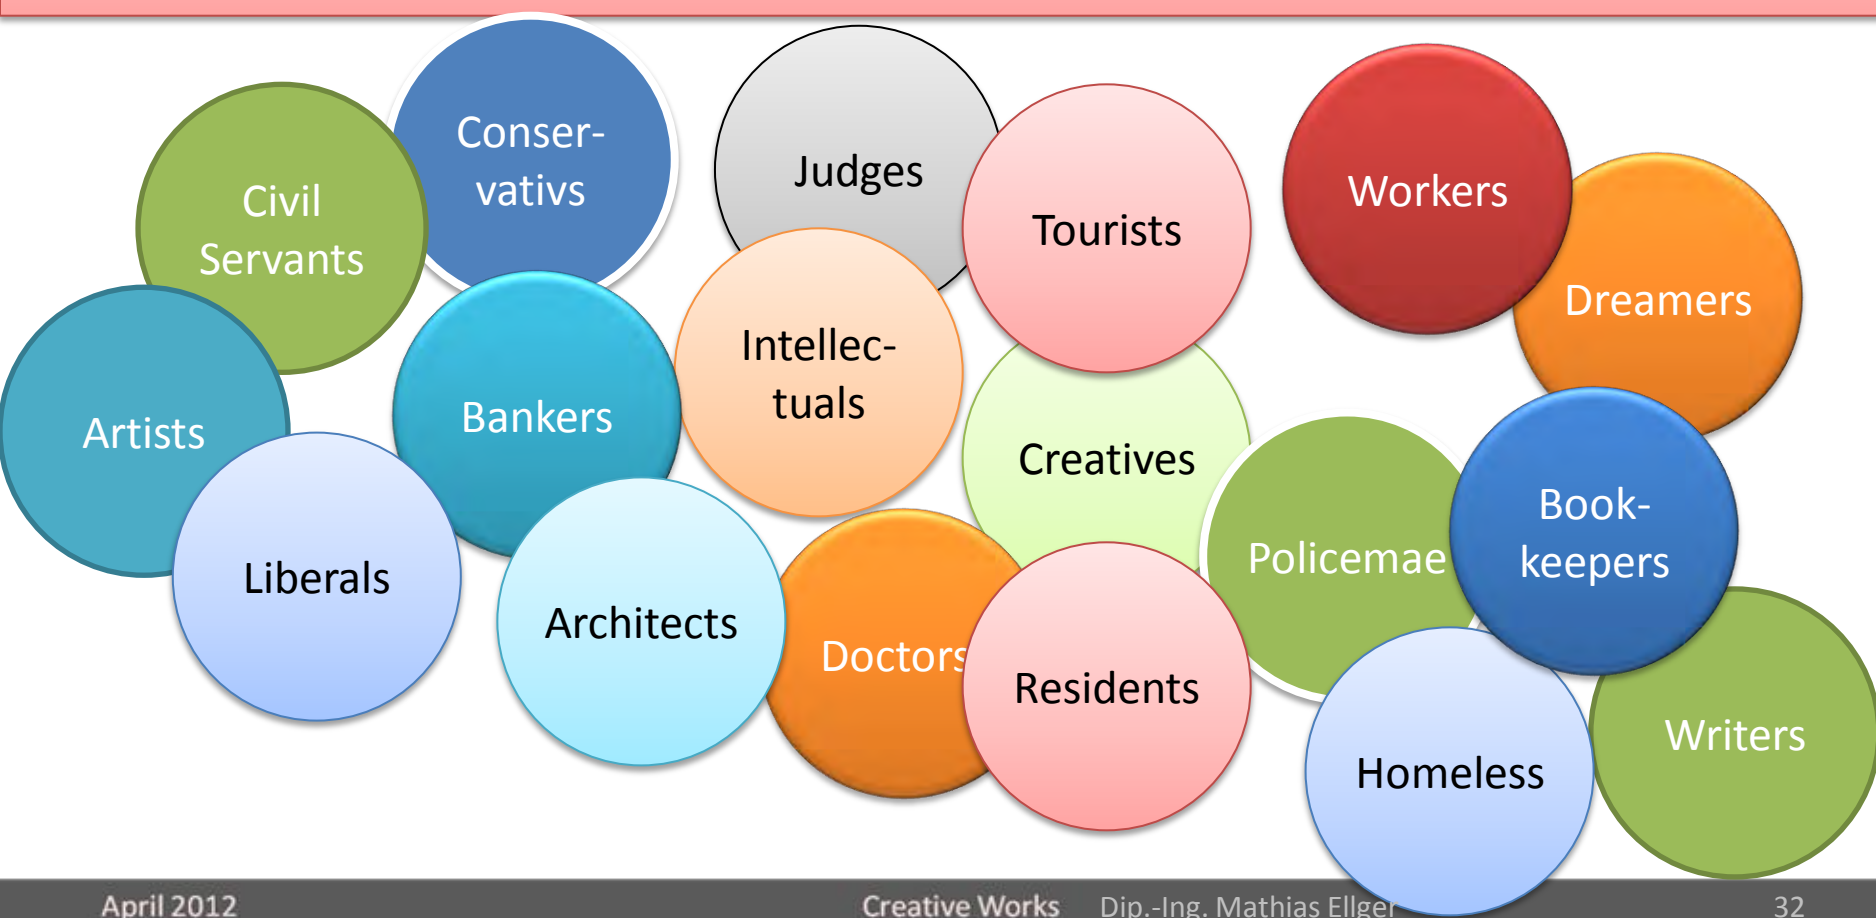 Conser-
vativs
Civil
Servants
Judges
Tourists
Workers
Dreamers
Artists
Bankers
Intellec-
tuals
Creatives
Liberals
Architects
Doctors
Residents
Policemae
Book-
keepers
Homeless
Writers
April 2012
Creative Works Dip.-Ing. Mathias Ellger
32